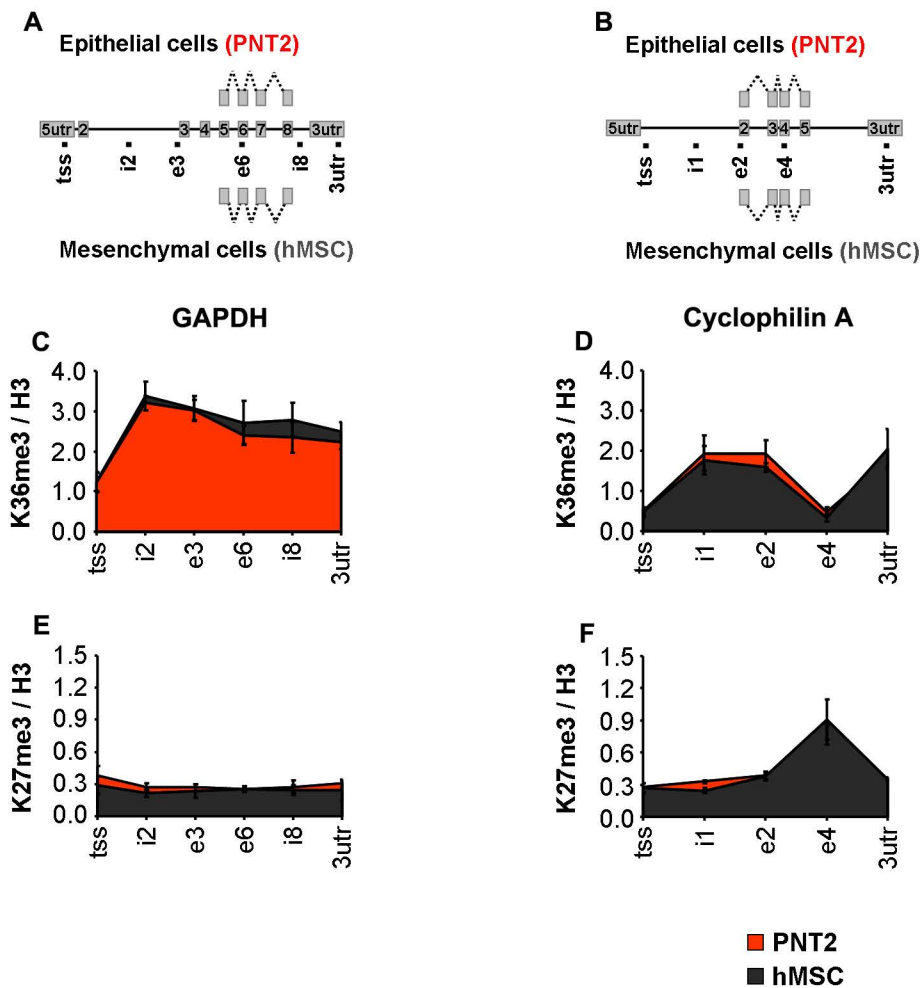 A
Epithelial cells (PNT2)
5utr 2 3 4 5 6 7 8 3utr
tss i2 e3 e6 i8 3utr
Mesenchymal cells (hMSC)
B
Epithelial cells (PNT2)
5utr 2 3 4 5 3utr
tss i1 e2 e4 3utr
Mesenchymal cells (hMSC)
GAPDH
Cyclophilin A
C
K36me3 / H3
4.0
3.0
2.0
1.0
0.0
tss i2 e3 e6 i8 3utr
D
K36me3 / H3
4.0
3.0
2.0
1.0
0.0
tss i1 e2 e4 3utr
E
K27me3 / H3
1.5
1.2
0.9
0.6
0.3
0.0
tss i2 e3 e6 i8 3utr
F
K27me3 / H3
1.5
1.2
0.9
0.6
0.3
0.0
tss i1 e2 e4 3utr
PNT2
hMSC